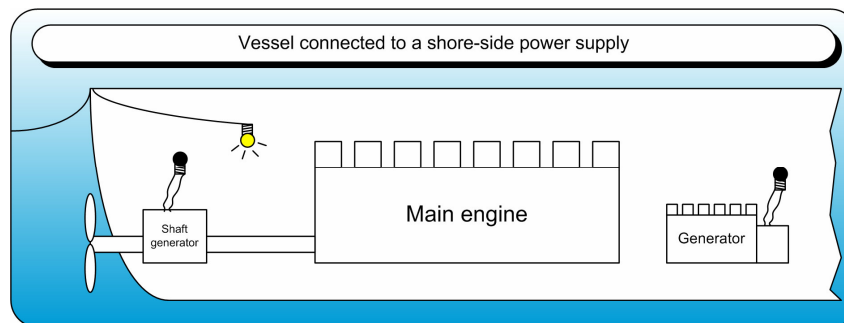 Vessel connected to a shore-side power supply
Main engine
Shaft
generator
Generator